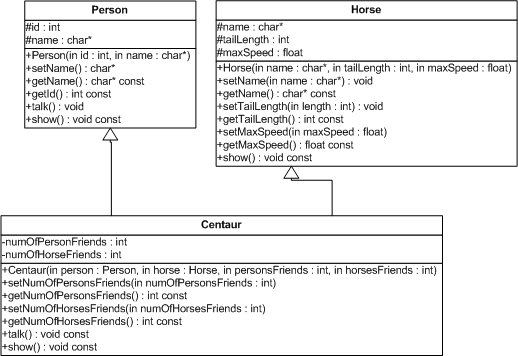 Person
#id : int
#name : char*
+Person(in id : int, in name : char*)
+setName() : char*
+getName() : char* const
+getId() : int const
+talk() : void
+show() : void const
Horse
#name : char*
#tailLength : int
#maxSpeed : float
+Horse(in name : char*, in tailLength : int, in maxSpeed : float)
+setName(in name : char*) : void
+getName() : char* const
+setTailLength(in length : int) : void
+getTailLength() : int const
+setMaxSpeed(in maxSpeed : float)
+getMaxSpeed() : float const
+show() : void const
Centaur
-numOfPersonFriends : int
-numOfHorseFriends : int
+Centaur(in person : Person, in horse : Horse, in personsFriends : int, in horsesFriends : int)
+setNumOfPersonsFriends(in numOfPersonsFriends : int)
+getNumOfPersonsFriends() : int const
+setNumOfHorsesFriends(in numOfHorsesFriends : int)
+getNumOfHorsesFriends() : int const
+talk() : void const
+show() : void const